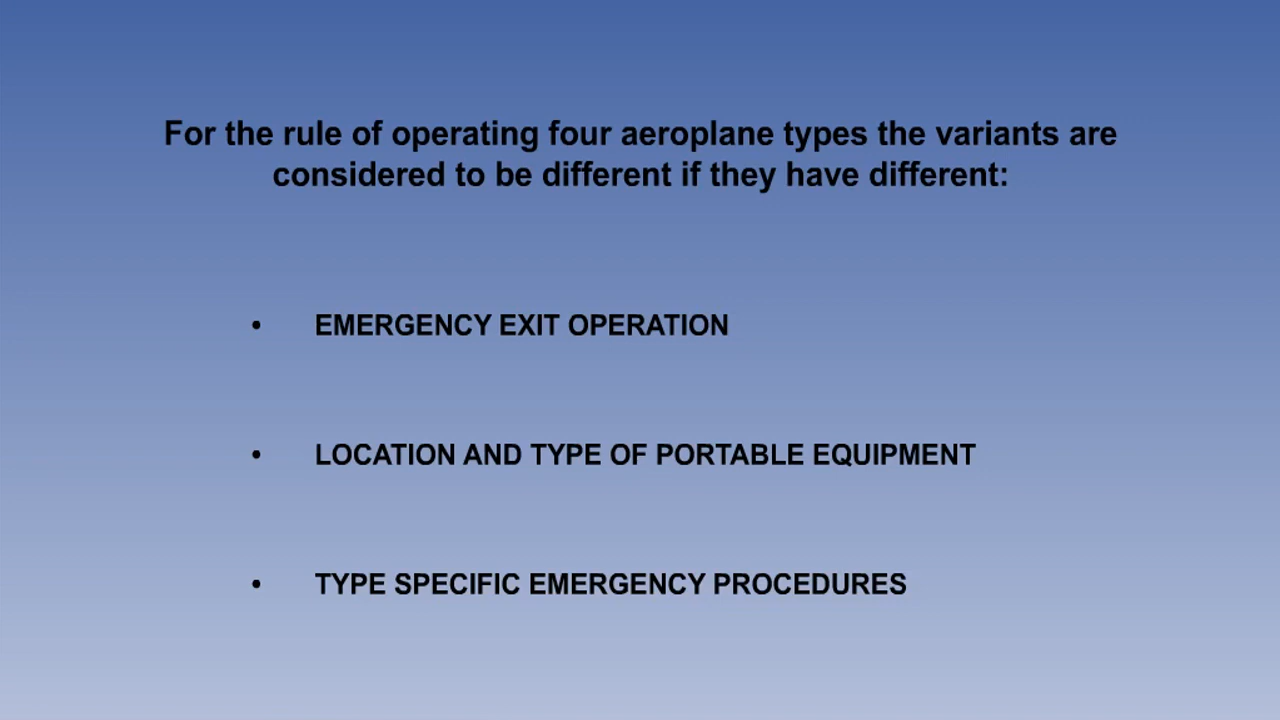 For the rule of operating four aeroplane types the variants are
considered to be different if they have different:
• EMERGENCY EXIT OPERATION
• LOCATION AND TYPE OF PORTABLE EQUIPMENT
• TYPE SPECIFIC EMERGENCY PROCEDURES